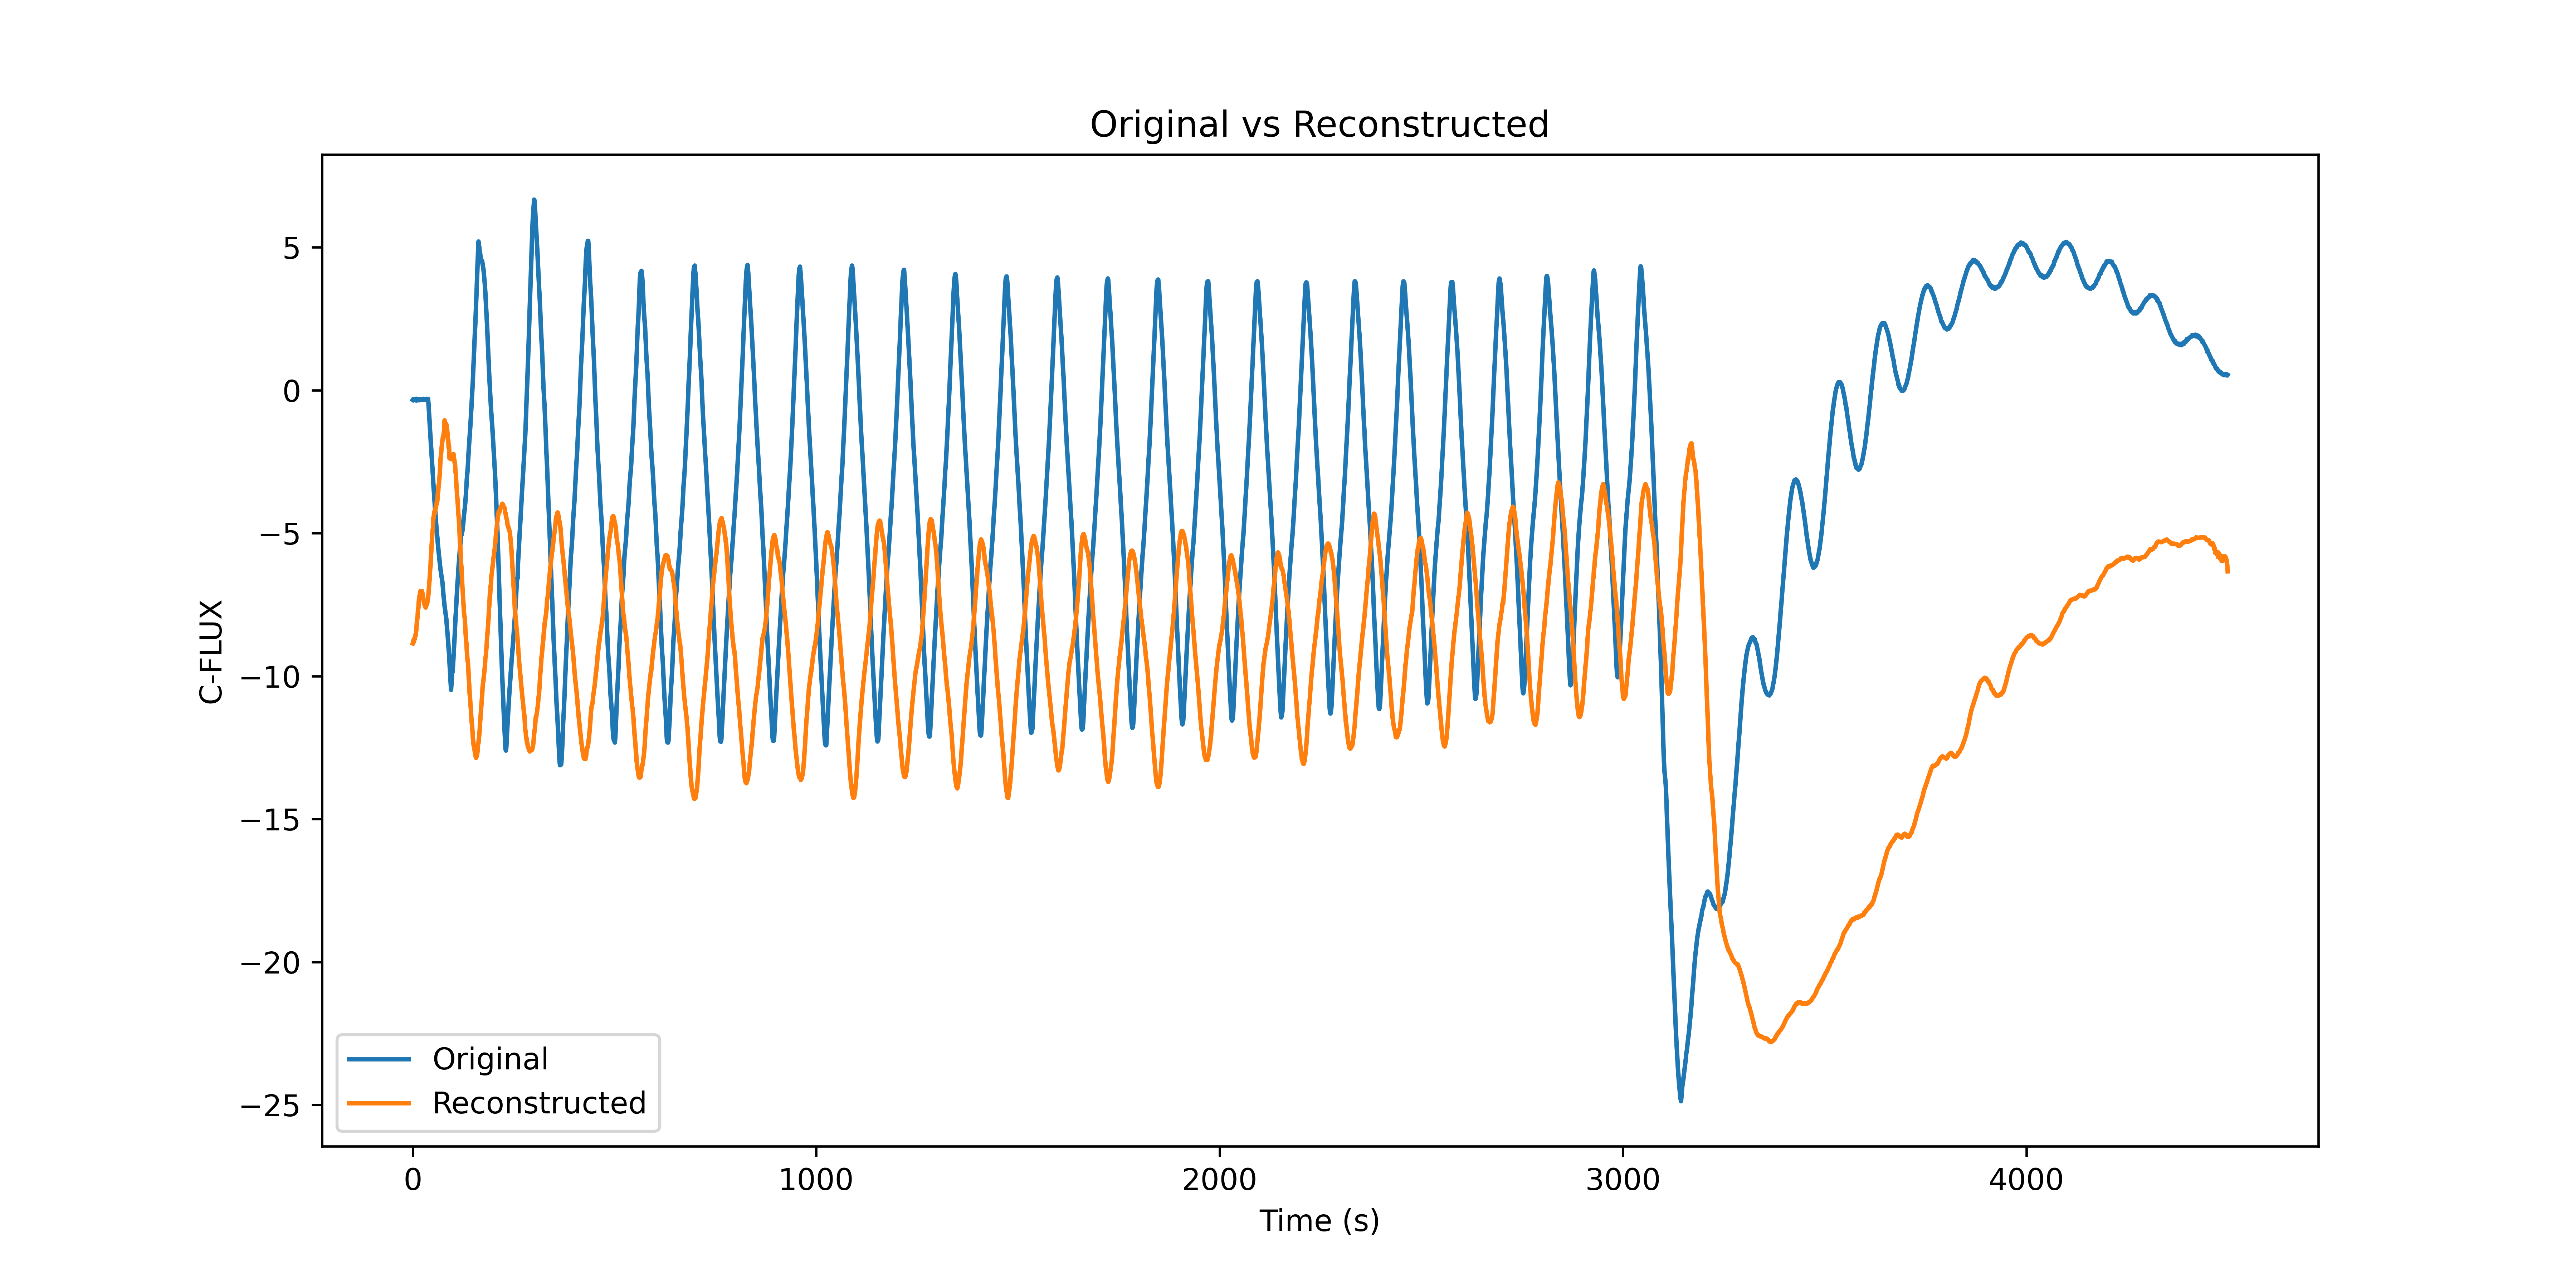 Original vs Reconstructed
C-FLUX
5
0
−5
−10
−15
−20
−25
Original
Reconstructed
0 1000 2000 3000 4000
Time (s)